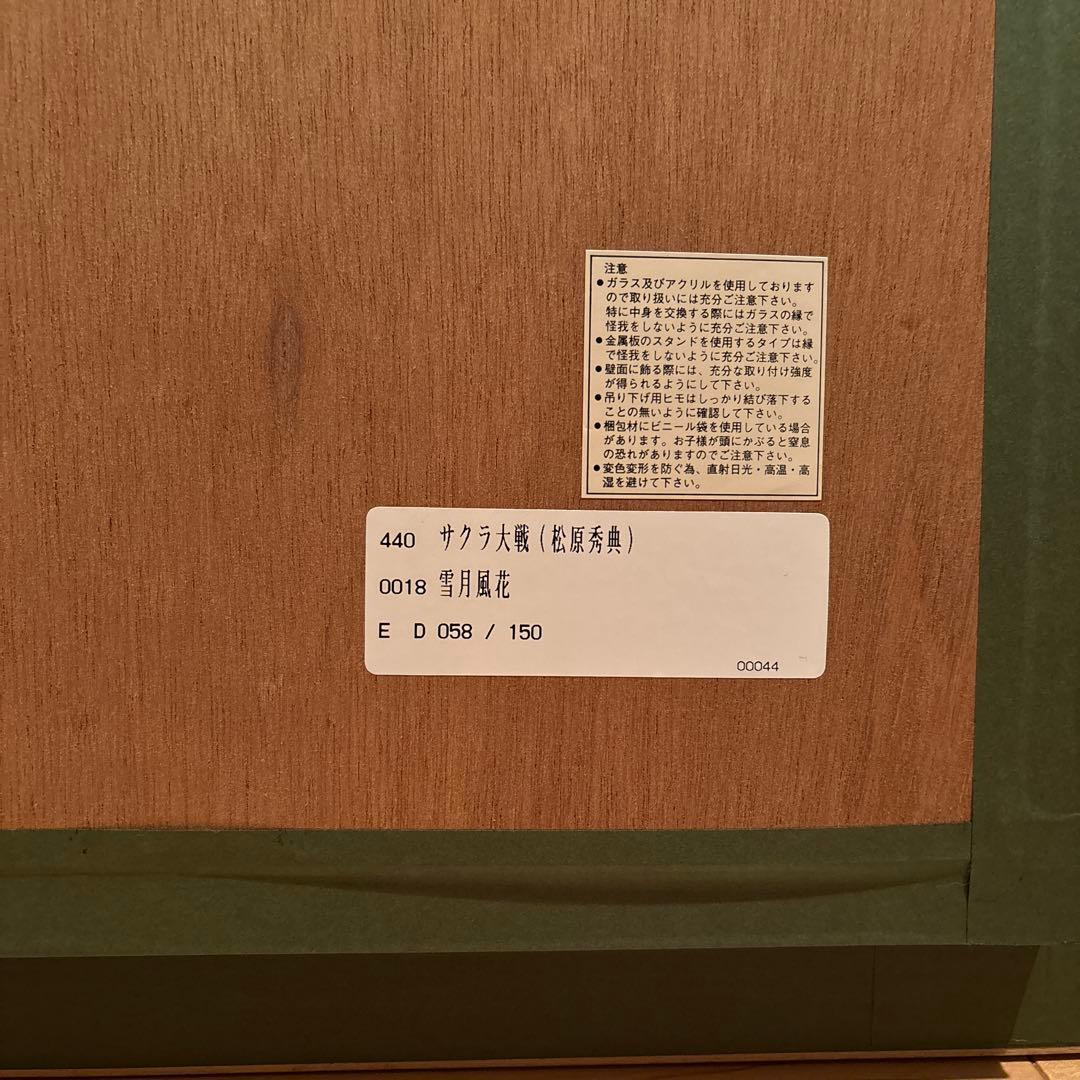 注意
●ガラス及びアクリルを使用しております
ので取り扱いには充分ご注意下さい。
特に中身を交換する際にはガラスの縁で
怪我をしないように充分ご注意下さい。
●金属板のスタンドを使用するタイプは縁
で怪我をしないように充分ご注意下さい。
●壁面に飾る際には、充分な取り付け強度
が得られるようにして下さい。
●吊り下げ用ヒモはしっかり結び落下する
ことの無いように確認して下さい。
●梱包材にビニール袋を使用している場合
があります。お子様が頭にかぶると窒息
の恐れがありますのでご注意下さい。
●変色変形を防ぐ為、直射日光・高温・高
湿を避けて下さい。
440 サクラ大戦(松原秀典)
0018 雪月風花
E D 058 / 150
00044